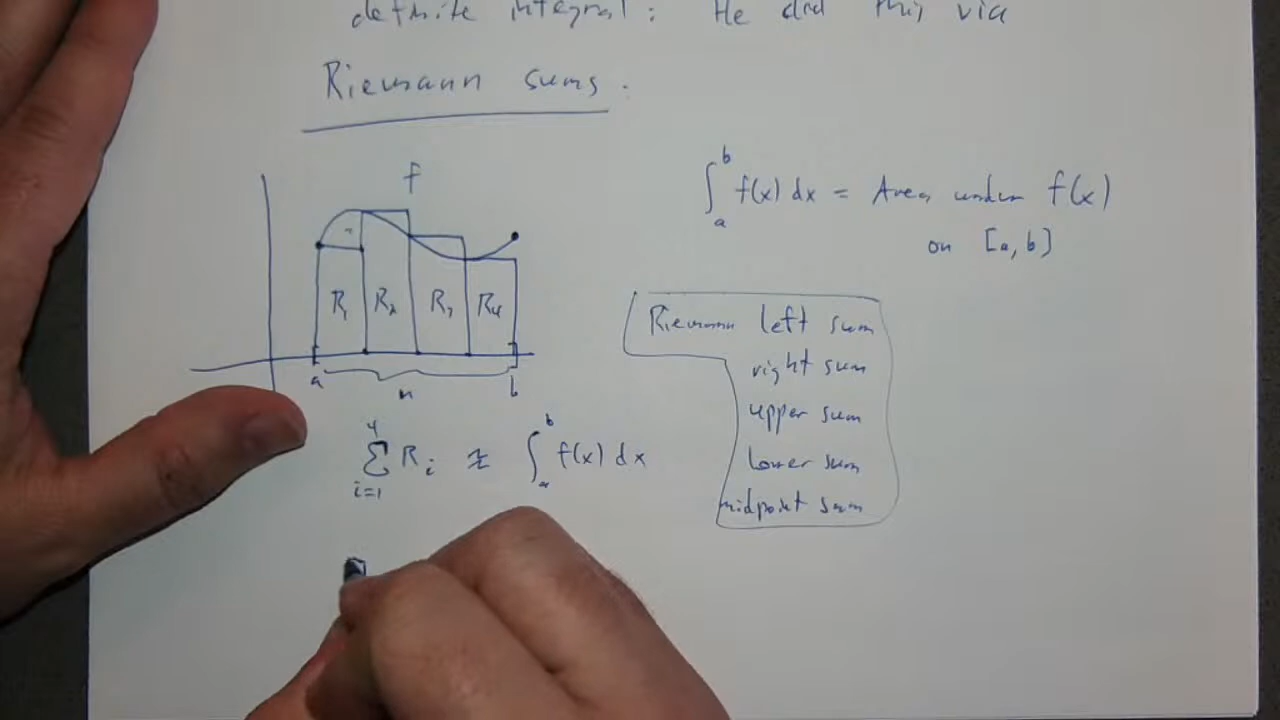 definite integral: He did this via
Riemann sums.
f
R₁ R₂ R₃ R₄
a n b
∫_a^b f(x) dx = Area under f(x)
on [a, b]
Riemann left sum
right sum
upper sum
lower sum
midpoint sum
∑_{i=1}^4 R_i ≈ ∫_a^b f(x) dx